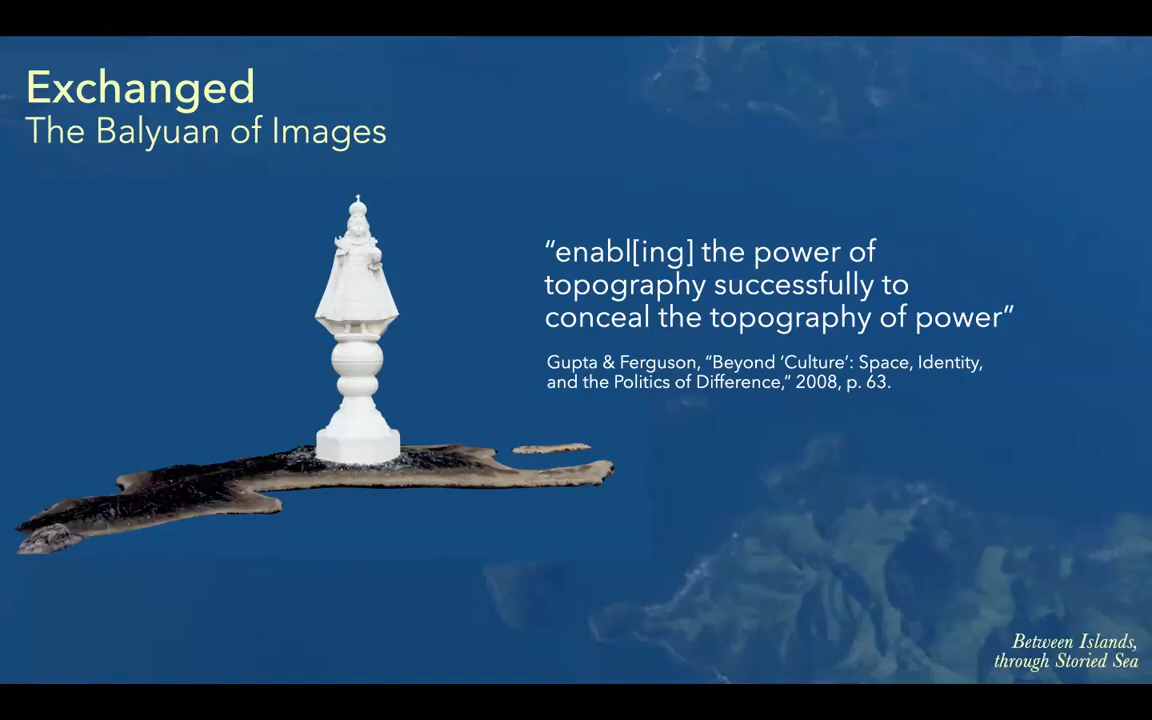 Exchanged
The Balyuan of Images
“enabl[ing] the power of
topography successfully to
conceal the topography of power”
Gupta & Ferguson, “Beyond ‘Culture’: Space, Identity,
and the Politics of Difference,” 2008, p. 63.
Between Islands,
through Storied Sea